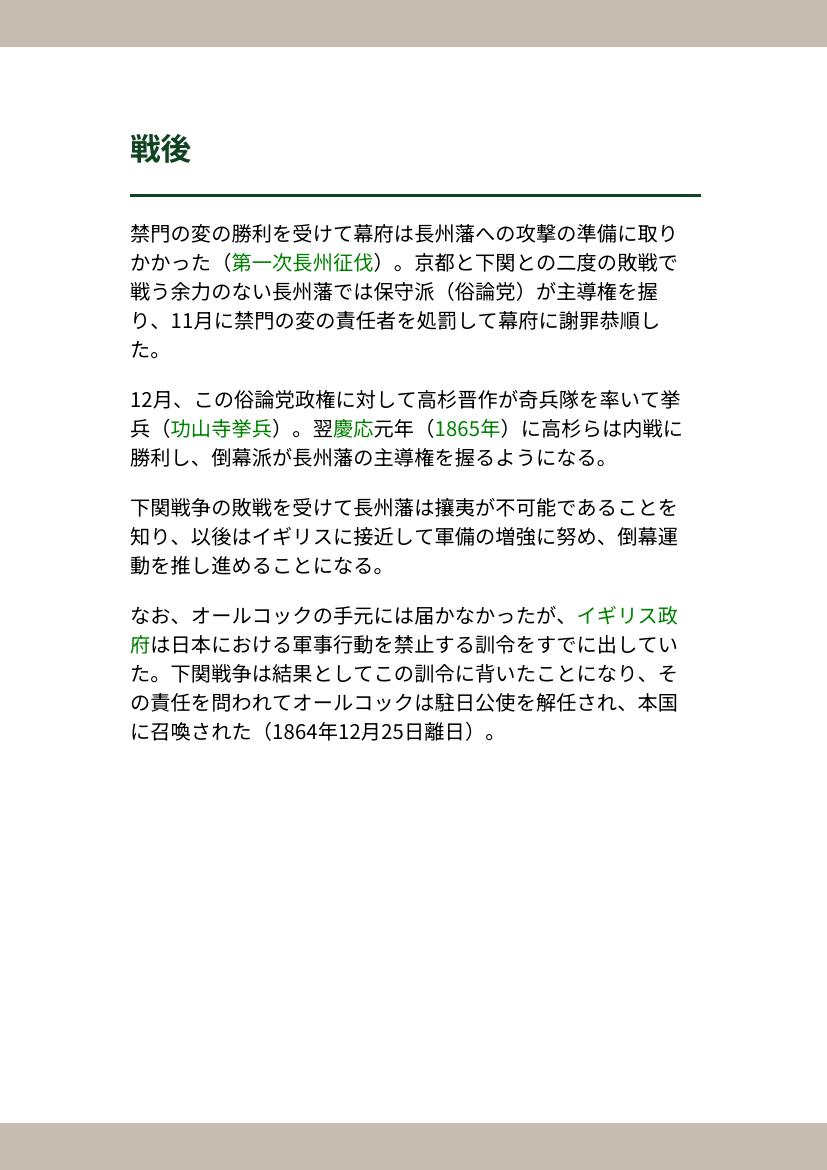 戦後
禁門の変の勝利を受けて幕府は長州藩への攻撃の準備に取り
かかった（第一次長州征伐）。京都と下関との二度の敗戦で
戦う余力のない長州藩では保守派（俗論党）が主導権を握
り、11月に禁門の変の責任者を処罰して幕府に謝罪恭順し
た。
12月、この俗論党政権に対して高杉晋作が奇兵隊を率いて挙
兵（功山寺挙兵）。翌慶応元年（1865年）に高杉らは内戦に
勝利し、倒幕派が長州藩の主導権を握るようになる。
下関戦争の敗戦を受けて長州藩は攘夷が不可能であることを
知り、以後はイギリスに接近して軍備の増強に努め、倒幕運
動を推し進めることになる。
なお、オールコックの手元には届かなかったが、イギリス政
府は日本における軍事行動を禁止する訓令をすでに出してい
た。下関戦争は結果としてこの訓令に背いたことになり、そ
の責任を問われてオールコックは駐日公使を解任され、本国
に召喚された（1864年12月25日離日）。